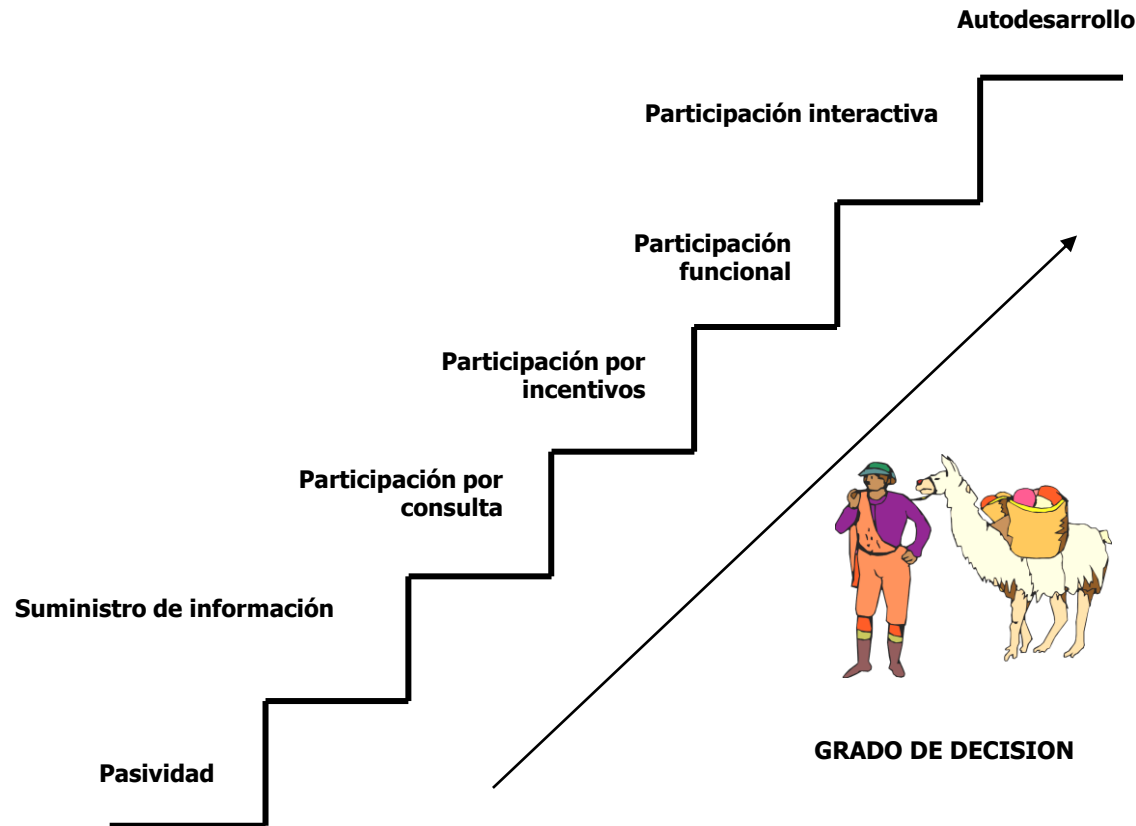 Autodesarrollo
Participación interactiva
Participación
funcional
Participación por
incentivos
Participación por
consulta
Suministro de información
Pasividad
GRADO DE DECISION